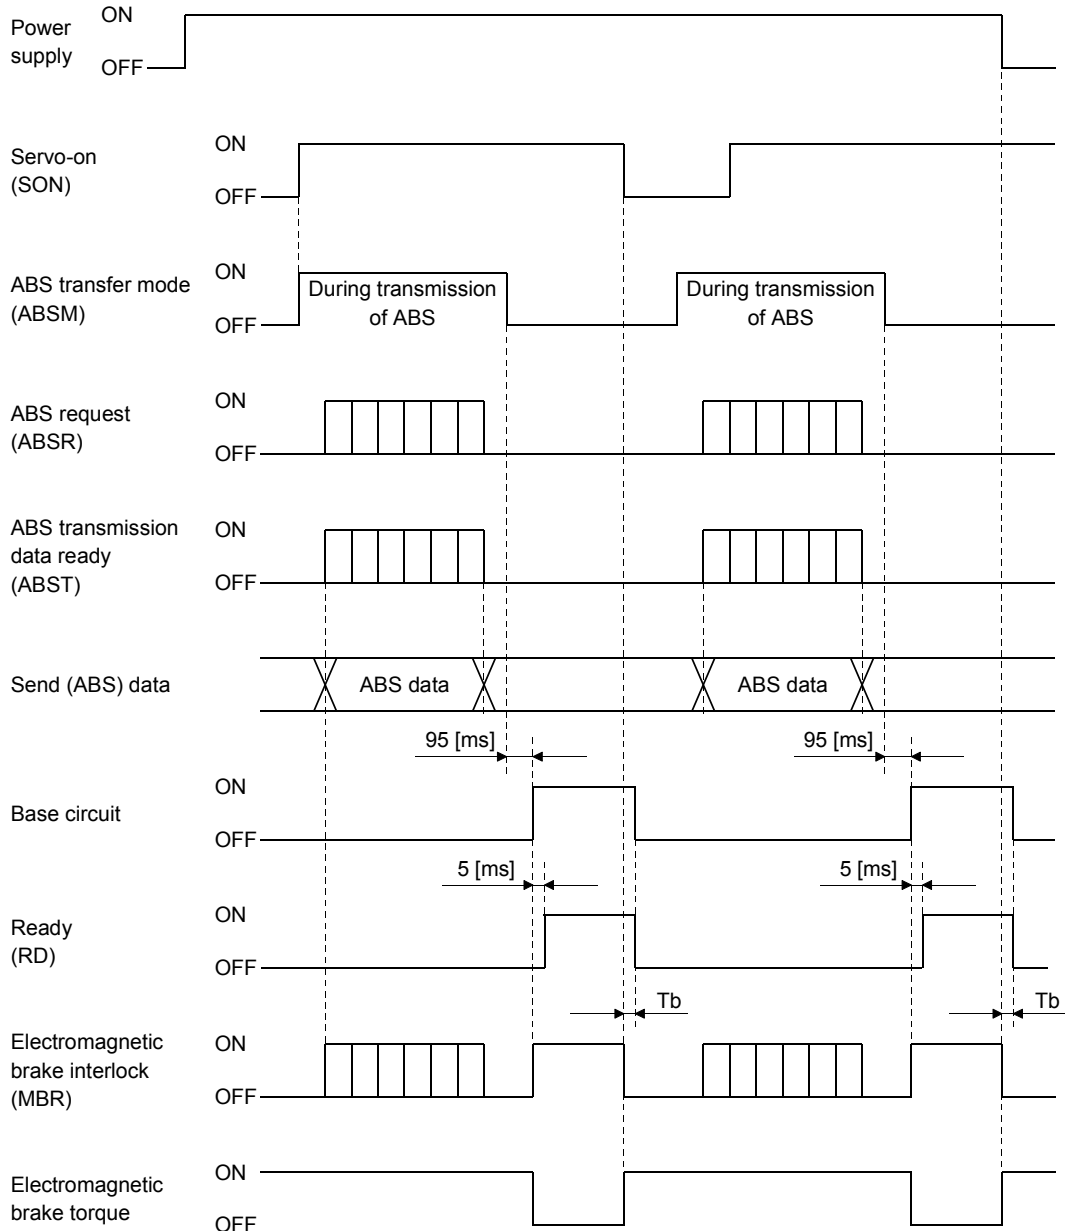 Power
supply
ON
OFF
Servo-on
(SON)
ON
OFF
ABS transfer mode
(ABSM)
ON
OFF
During transmission
of ABS
During transmission
of ABS
ABS request
(ABSR)
ON
OFF
ABS transmission
data ready
(ABST)
ON
OFF
Send (ABS) data
ABS data
ABS data
95 [ms]
95 [ms]
Base circuit
ON
OFF
5 [ms]
5 [ms]
Ready
(RD)
ON
OFF
Tb
Tb
Electromagnetic
brake interlock
(MBR)
ON
OFF
Electromagnetic
brake torque
ON
OFF